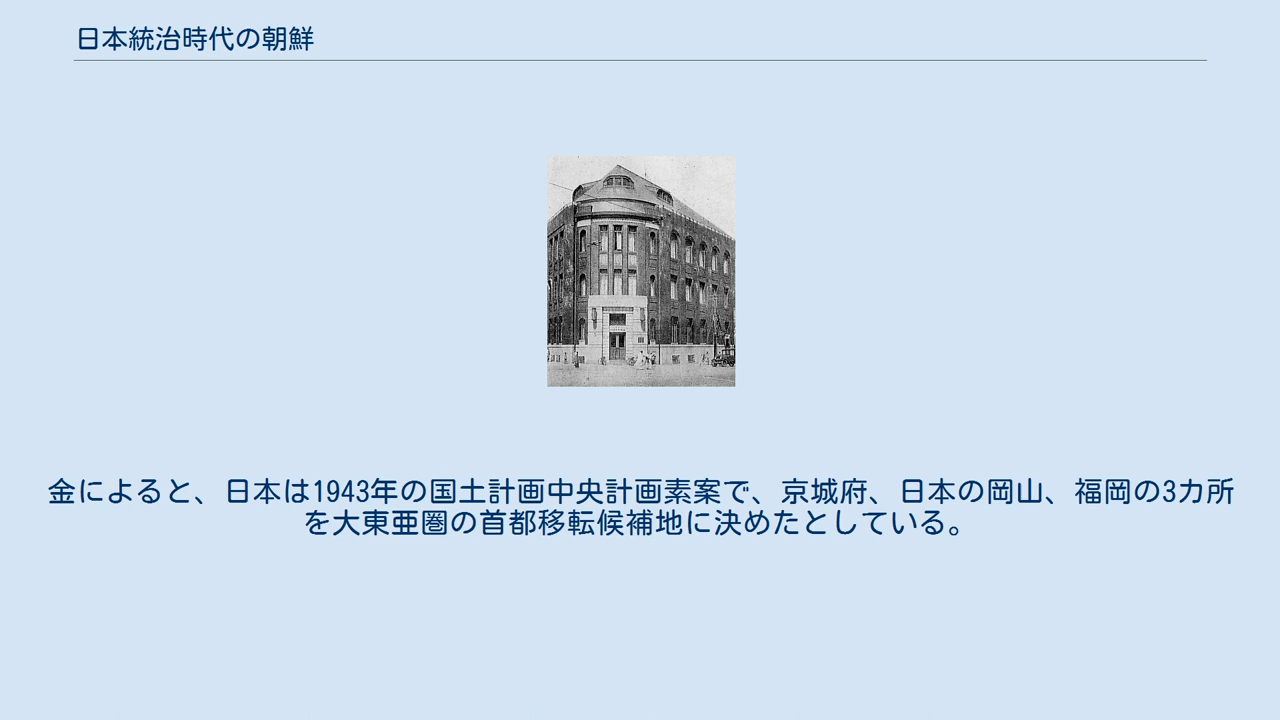 日本統治時代の朝鮮
金によると、日本は1943年の国土計画中央計画素案で、京城府、日本の岡山、福岡の3カ所
を大東亜圏の首都移転候補地に決めたとしている。